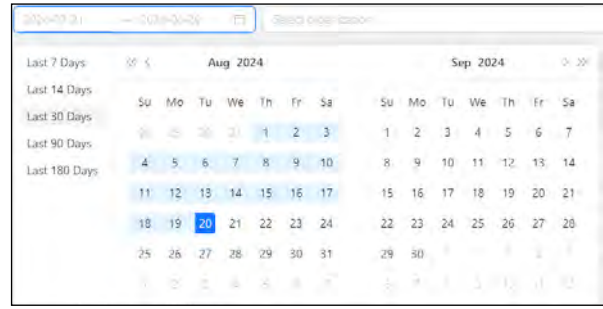 Last 7 Days
Last 14 Days
Last 30 Days
Last 90 Days
Last 180 Days
Aug 2024
Su Mo Tu We Th Fr Sa
1 2 3
4 5 6 7 8 9 10
11 12 13 14 15 16 17
18 19 20 21 22 23 24
25 26 27 28 29 30 31
Sep 2024
Su Mo Tu We Th Fr Sa
1 2 3 4 5 6 7
8 9 10 11 12 13 14
15 16 17 18 19 20 21
22 23 24 25 26 27 28
29 30